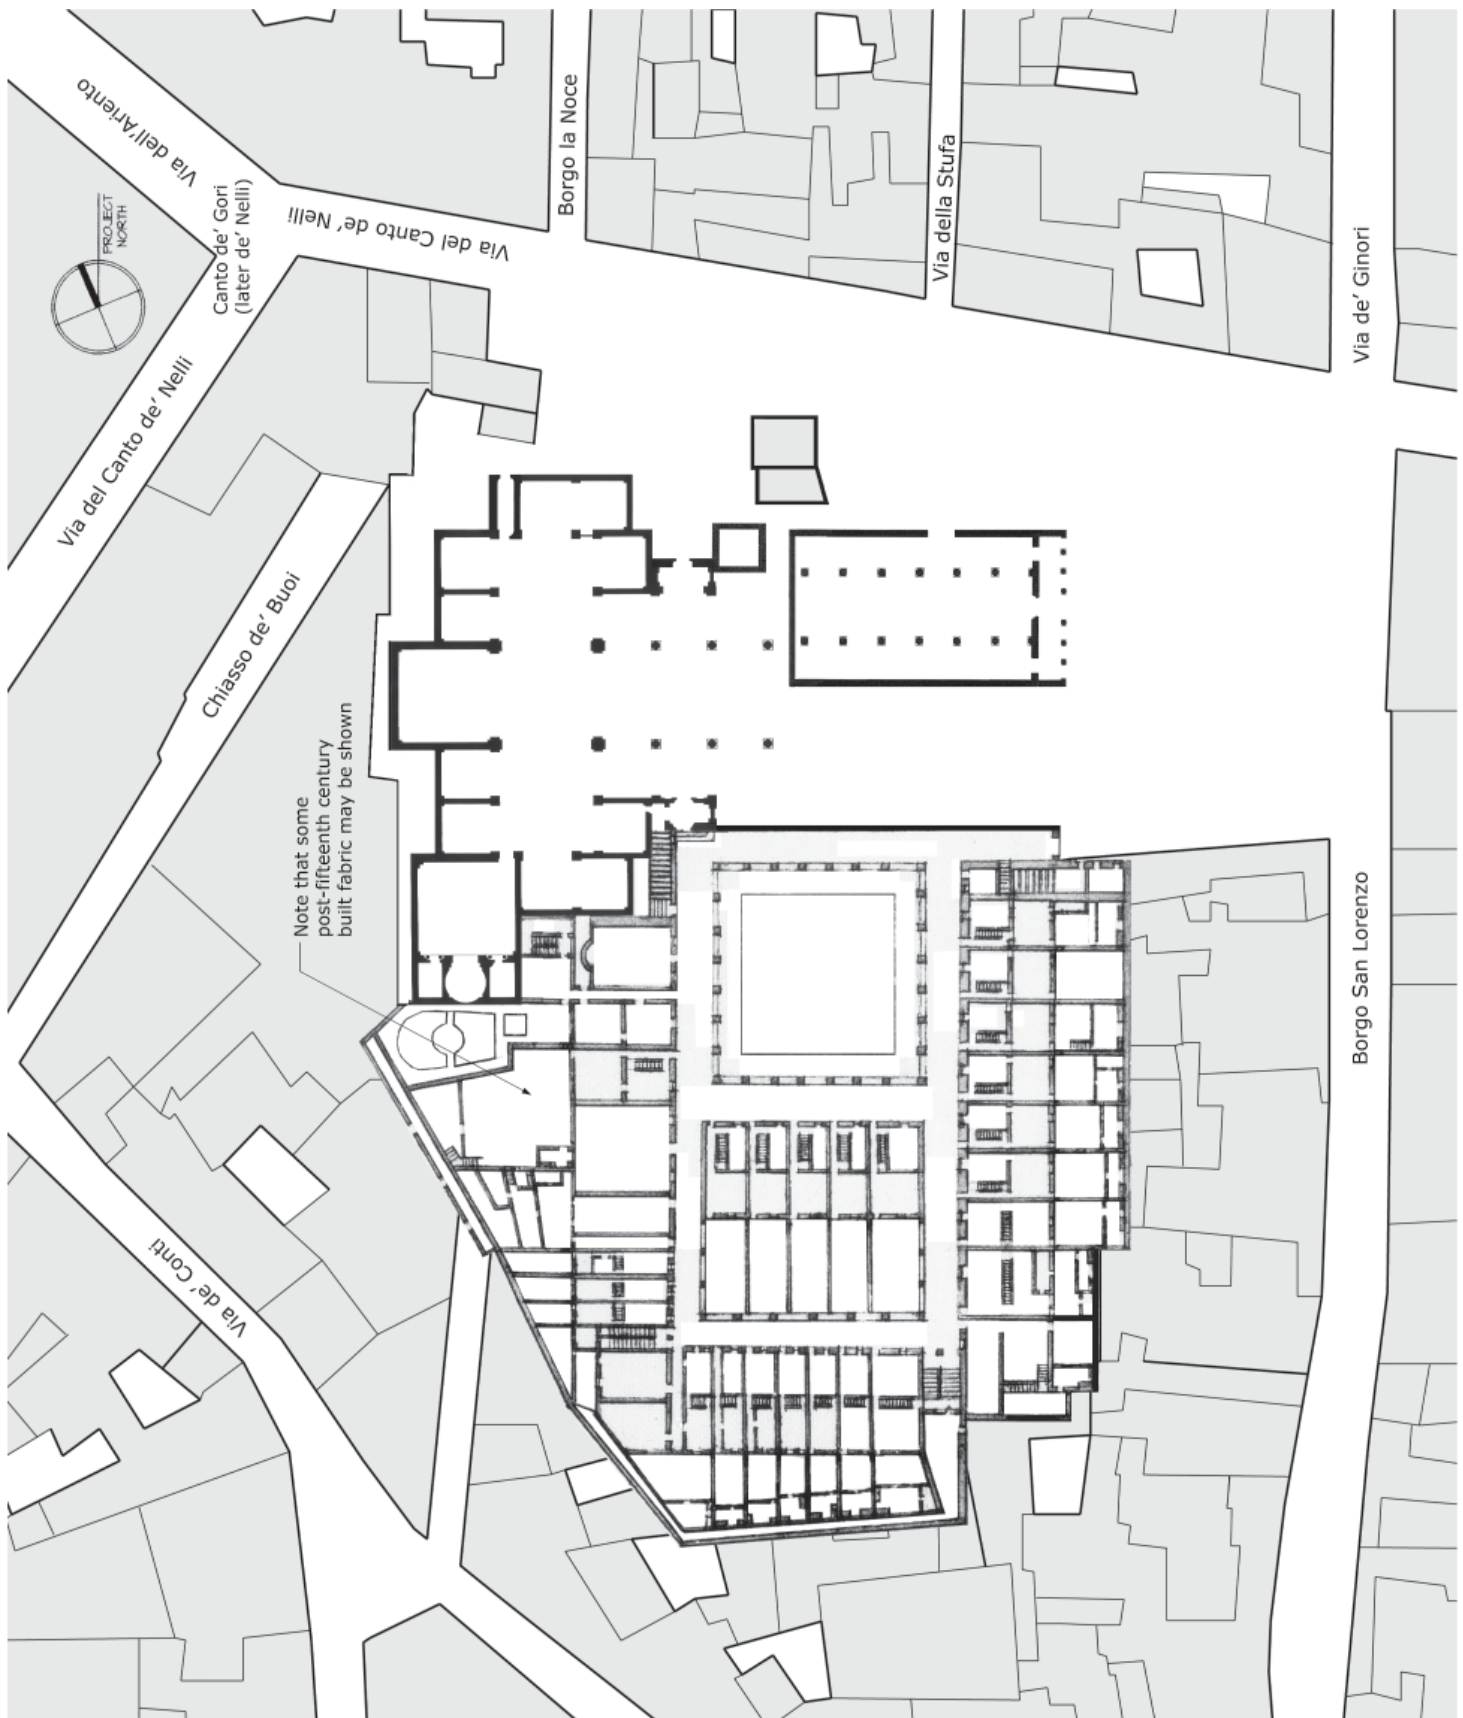 Via dell'Ariento
Borgo la Noce
Via della Stufa
PROJECT
NORTH
Canto de' Gori
(later de' Nelli)
Via del Canto de' Nelli
Via de' Ginori
Via del Canto de' Nelli
Chiasso de' Buoi
Note that some
post-fifteenth century
built fabric may be shown
Borgo San Lorenzo
Via de' Conti